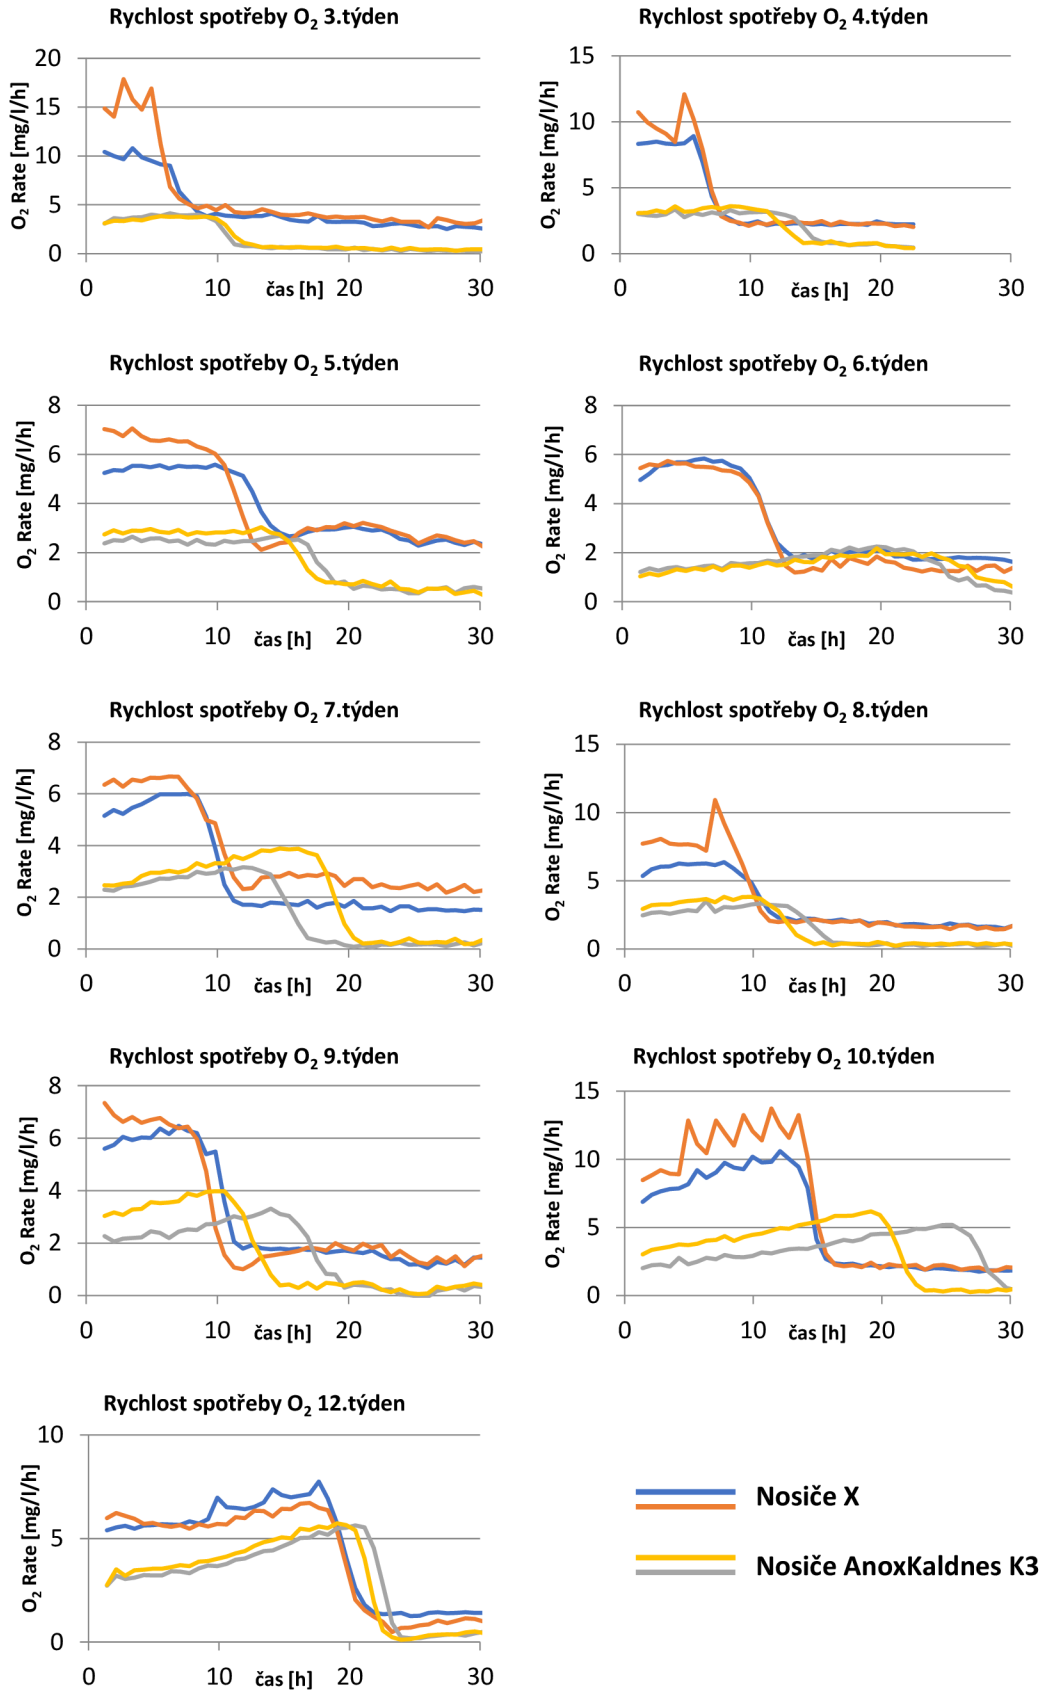 Rychlost spotřeby O2 3.týden
20
15
10
5
0
O2 Rate [mg/l/h]
0 10 20 30
čas [h]
Rychlost spotřeby O2 4.týden
15
10
5
0
O2 Rate [mg/l/h]
0 10 20 30
čas [h]
Rychlost spotřeby O2 5.týden
8
6
4
2
0
O2 Rate [mg/l/h]
0 10 20 30
čas [h]
Rychlost spotřeby O2 6.týden
8
6
4
2
0
O2 Rate [mg/l/h]
0 10 20 30
čas [h]
Rychlost spotřeby O2 7.týden
8
6
4
2
0
O2 Rate [mg/l/h]
0 10 20 30
čas [h]
Rychlost spotřeby O2 8.týden
15
10
5
0
O2 Rate [mg/l/h]
0 10 20 30
čas [h]
Rychlost spotřeby O2 9.týden
8
6
4
2
0
O2 Rate [mg/l/h]
0 10 20 30
čas [h]
Rychlost spotřeby O2 10.týden
15
10
5
0
O2 Rate [mg/l/h]
0 10 20 30
čas [h]
Rychlost spotřeby O2 12.týden
10
5
0
O2 Rate [mg/l/h]
0 10 20 30
čas [h]
Nosiče X
Nosiče AnoxKaldnes K3